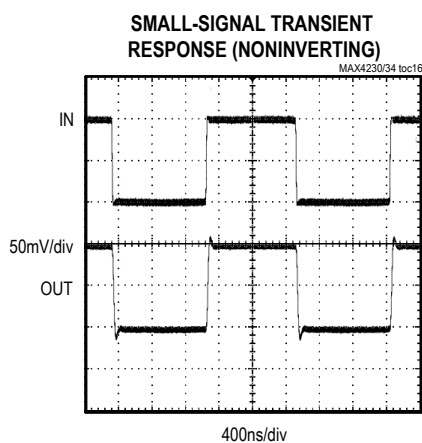 SMALL-SIGNAL TRANSIENT
RESPONSE (NONINVERTING)
MAX4230/34 toc16
IN
50mV/div
OUT
400ns/div